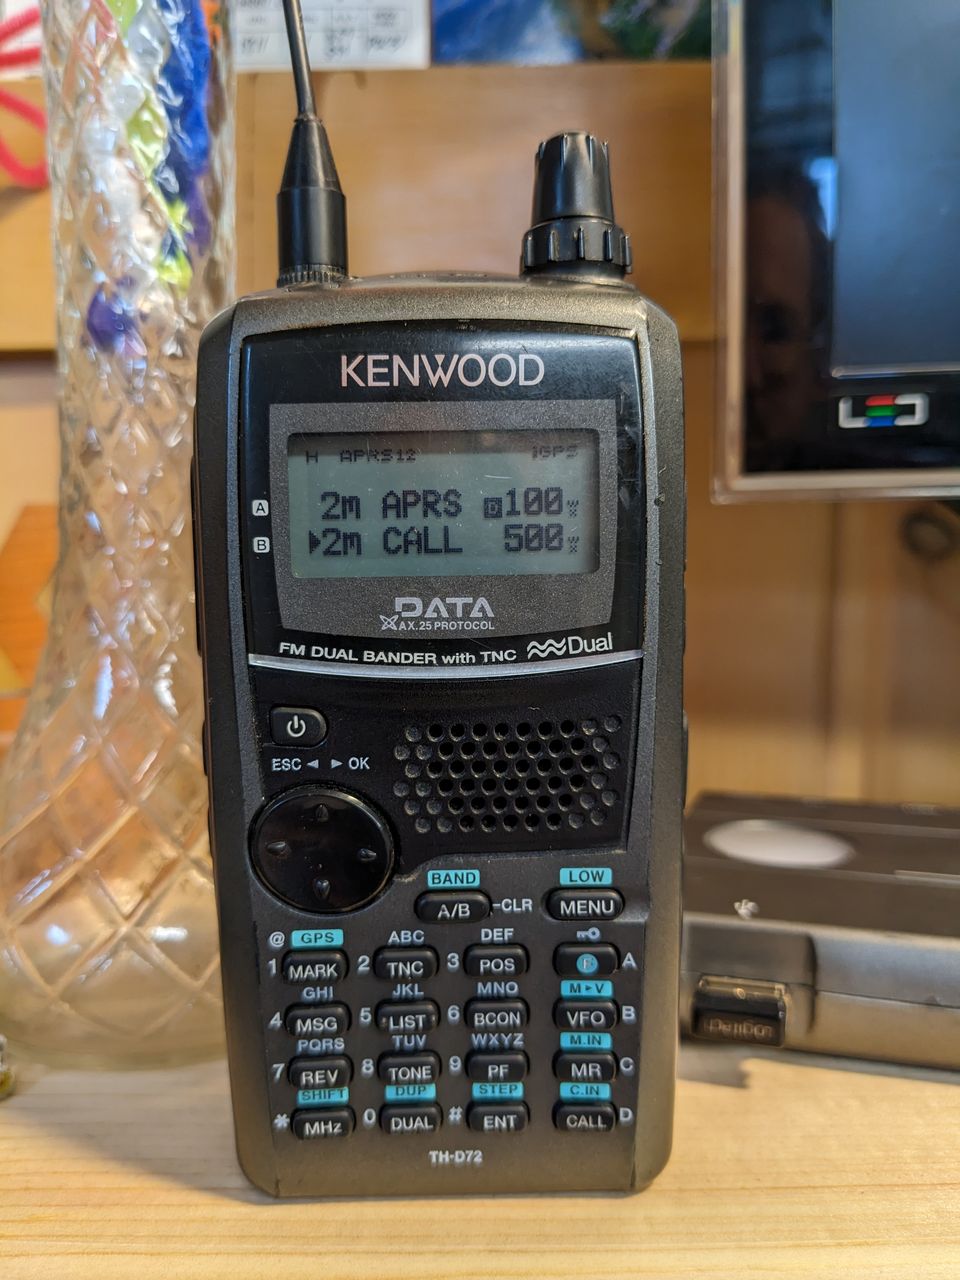 KENWOOD
H APRS12 iGPS
A 2m APRS D100
B ▶2m CALL 500
DATA
AX.25 PROTOCOL
FM DUAL BANDER with TNC Dual
ESC ◀ ▶ OK
BAND LOW
A/B -CLR MENU
@ GPS ABC DEF
1 MARK 2 TNC 3 POS F A
GHI JKL MNO M▶V
4 MSG 5 LIST 6 BCON VFO B
PQRS TUV WXYZ M.IN
7 REV 8 TONE 9 PF MR C
SHIFT DUP STEP C.IN
* MHz 0 DUAL # ENT CALL D
TH-D72